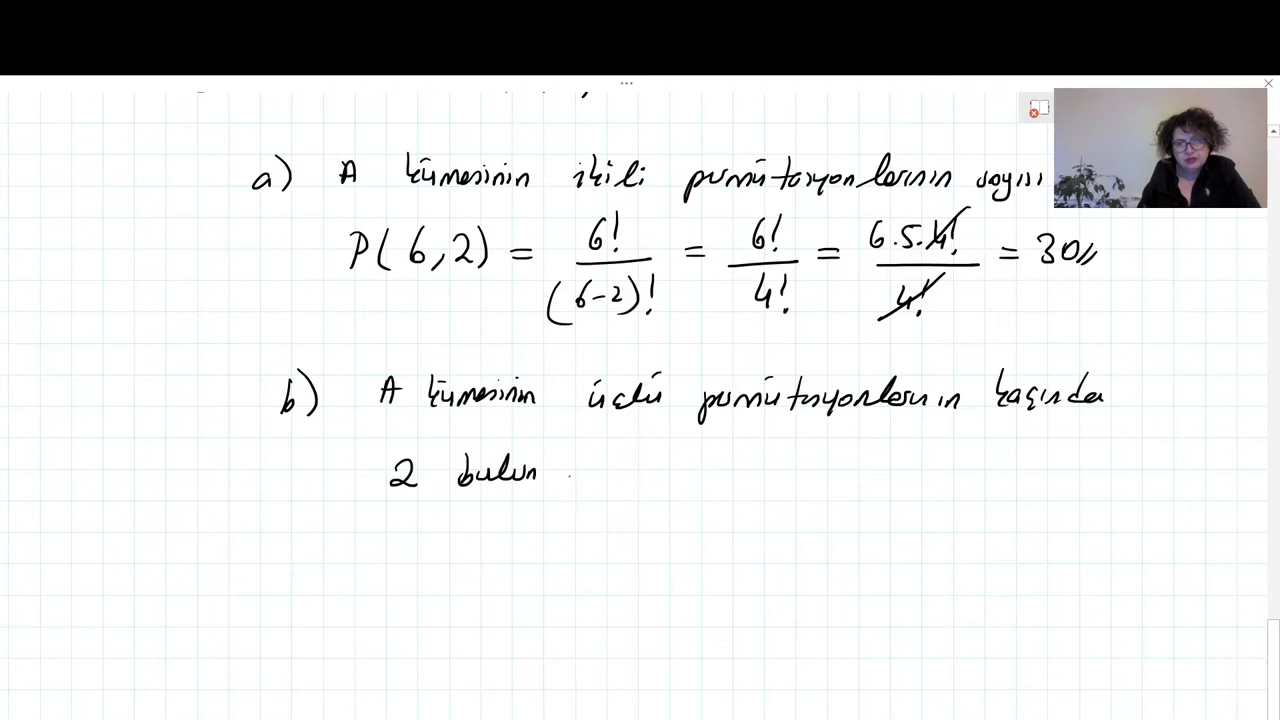 a) A kümesinin ikili permütasyonlarının sayısı
P(6,2) = 6!/(6-2)! = 6!/4! = 6.5.4!/4! = 30//
b) A kümesinin üçlü permütasyonlarının kaçında
2 bulun